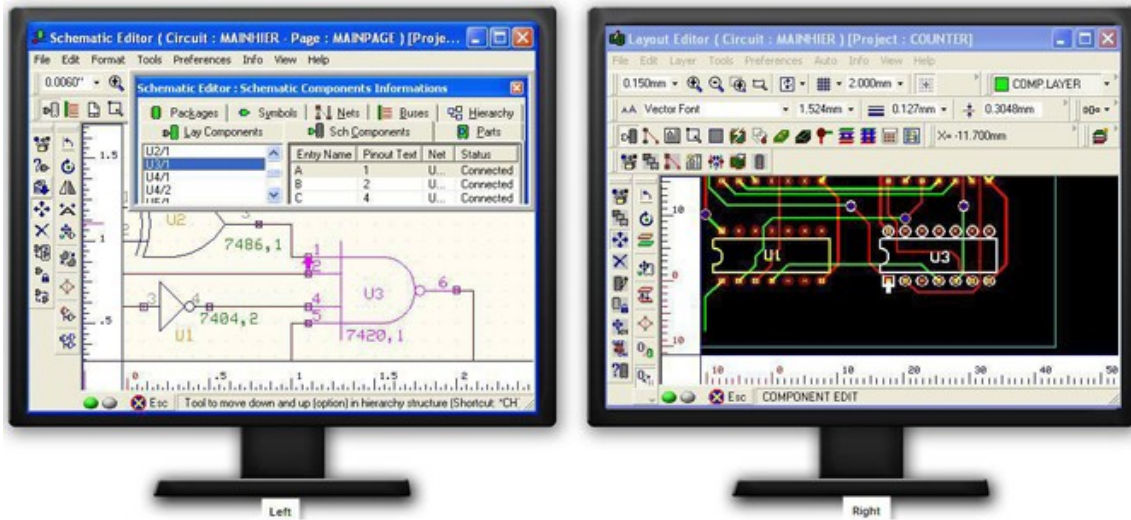 Schematic Editor ( Circuit : MAINHIER - Page : MAINPAGE ) [Proje...
File Edit Format Tools Preferences Info View Help
0.0060"
Schematic Editor : Schematic Components Informations
Packages Symbols Nets Buses Hierarchy
Lay Components Sch Components Parts
U2/1
U3/1
U4/1
U4/2
U5/1
Entry Name Pinout Text Net Status
A 1 U... Connected
B 2 U... Connected
C 4 U... Connected
1.5
1
.5
U2
3
7486,1
1
2
3 4
7404,2
U1
4
5
U3
6
7420,1
0 .5 1 1.5 2
Esc Tool to move down and up (option) in hierarchy structure (Shortcut: "CH
Left
Layout Editor ( Circuit : MAINHIER ) [Project : COUNTER]
File Edit Layer Tools Preferences Auto Info View Help
0.150mm 2.000mm COMP.LAYER
AA Vector Font 1.524mm 0.127mm 0.3048mm
X= -11.700mm
10
0
10
U1
U3
10 0 10 20 30 40 50
Esc COMPONENT EDIT
Right